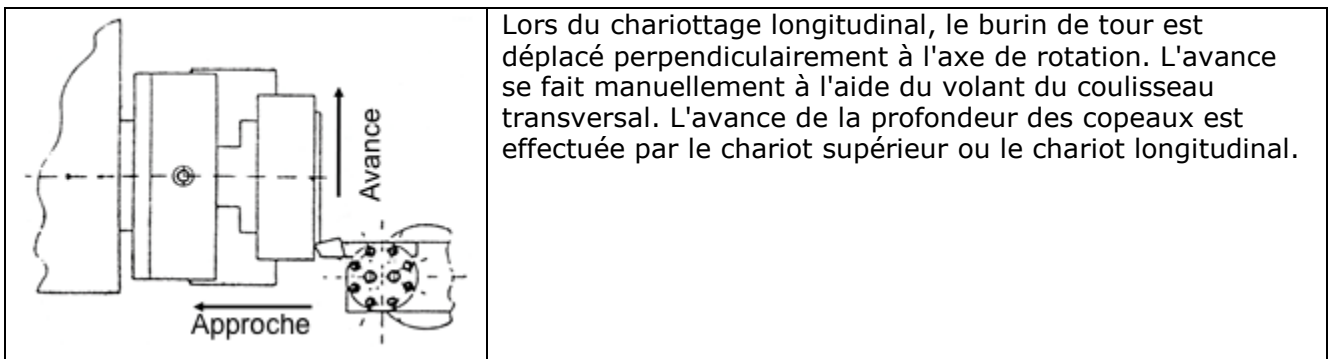 Avance
Approche
Lors du chariottage longitudinal, le burin de tour est
déplacé perpendiculairement à l'axe de rotation. L'avance
se fait manuellement à l'aide du volant du coulisseau
transversal. L'avance de la profondeur des copeaux est
effectuée par le chariot supérieur ou le chariot longitudinal.